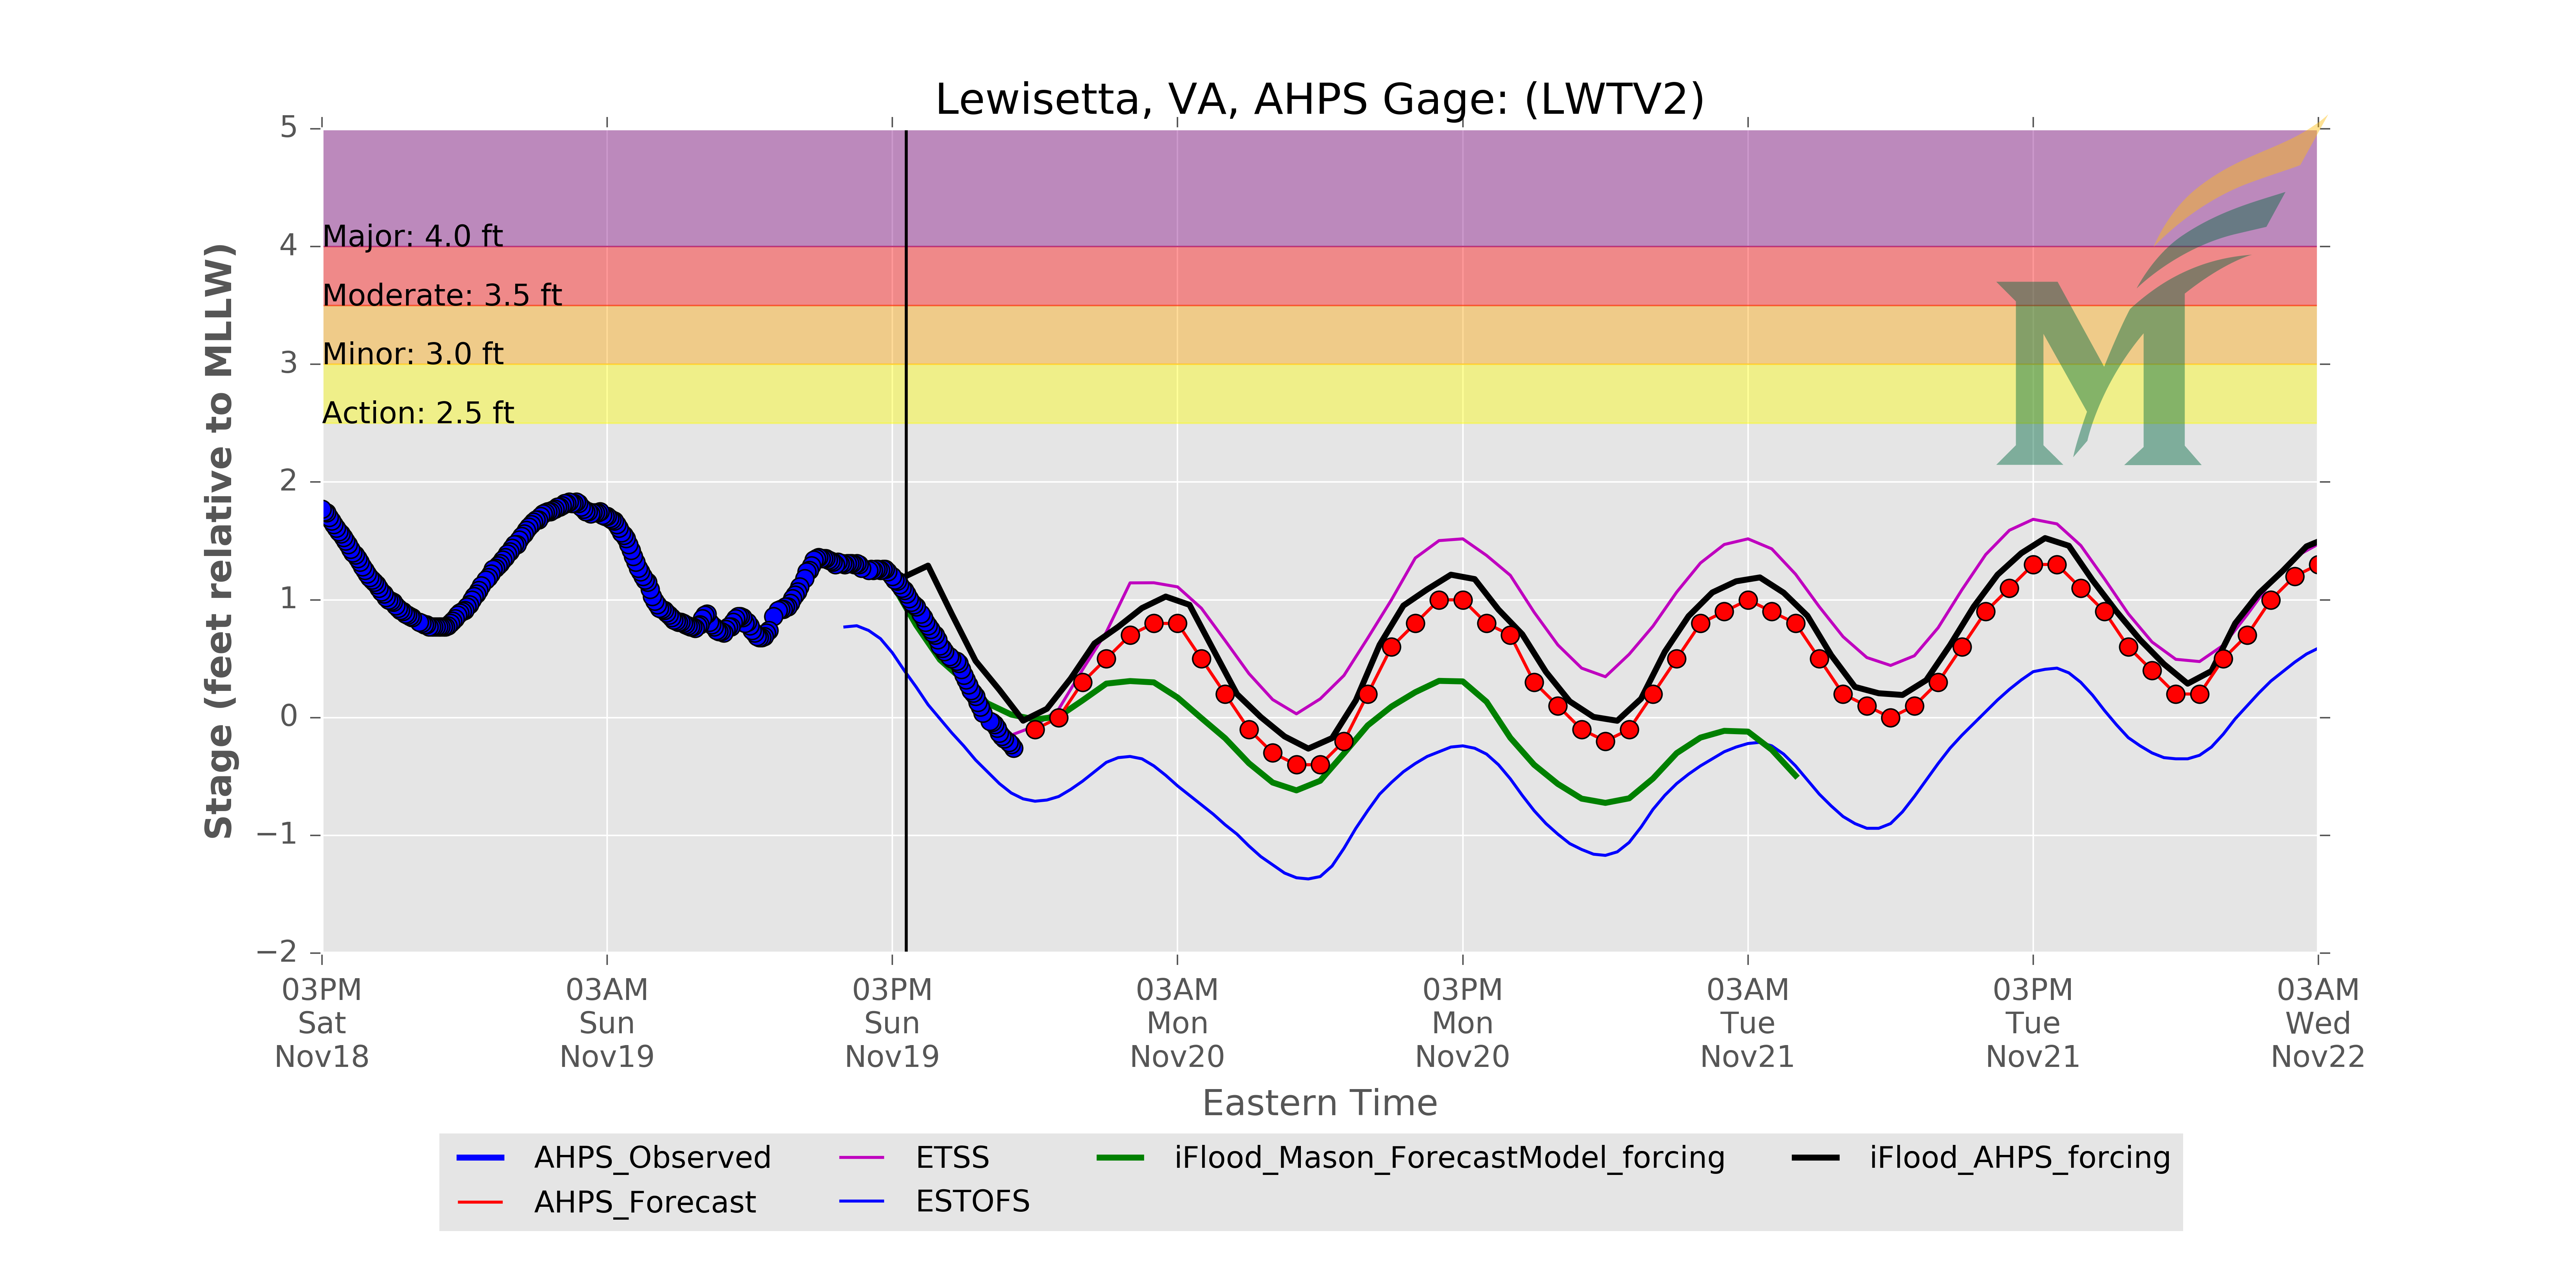 Lewisetta, VA, AHPS Gage: (LWTV2)
Stage (feet relative to MLLW)
5
4
3
2
1
0
−1
−2
Major: 4.0 ft
Moderate: 3.5 ft
Minor: 3.0 ft
Action: 2.5 ft
03PM 03AM 03PM 03AM 03PM 03AM 03PM 03AM
Sat Sun Sun Mon Mon Tue Tue Wed
Nov18 Nov19 Nov19 Nov20 Nov20 Nov21 Nov21 Nov22
Eastern Time
AHPS_Observed ETSS iFlood_Mason_ForecastModel_forcing iFlood_AHPS_forcing
AHPS_Forecast ESTOFS
M